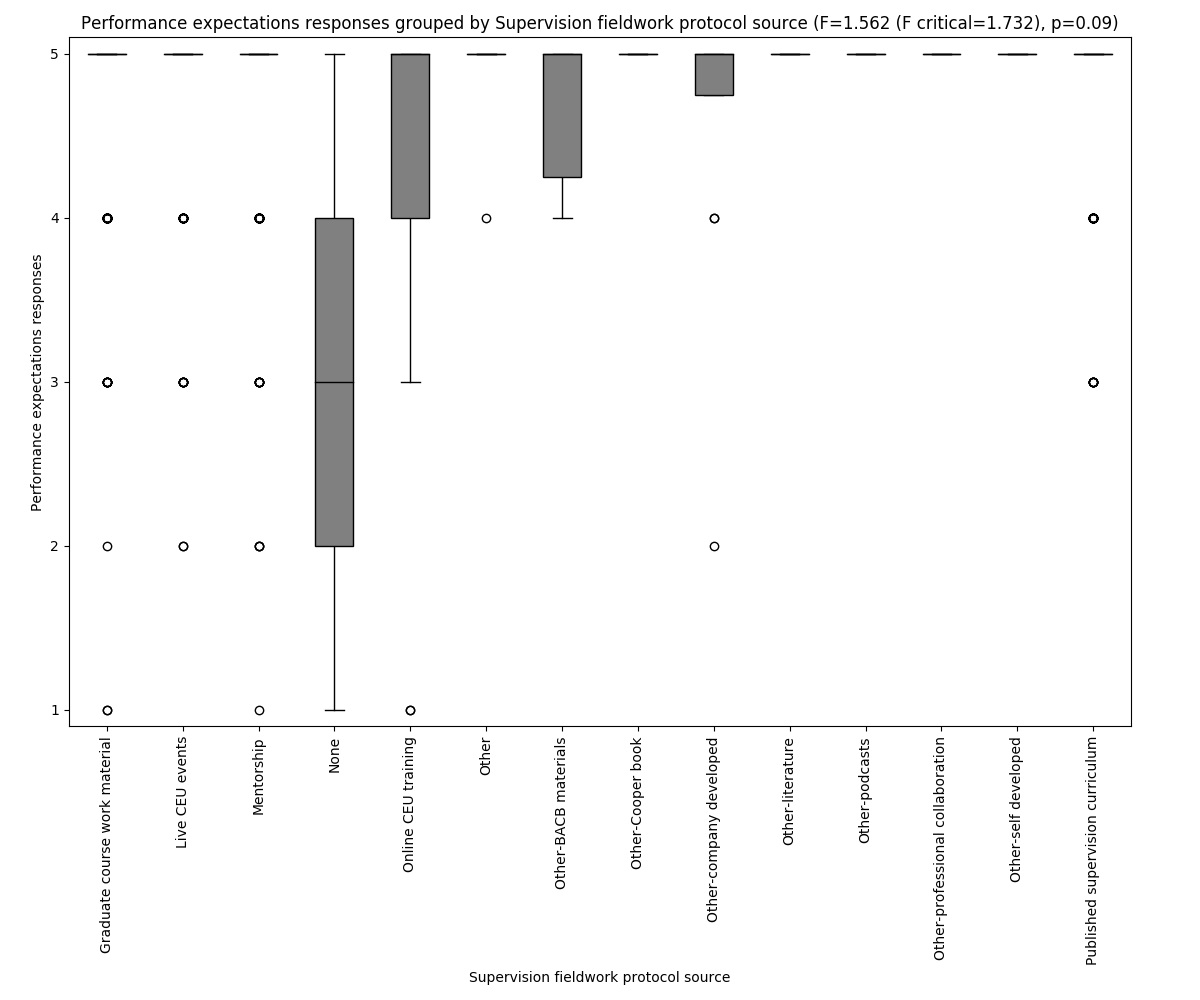 Performance expectations responses grouped by Supervision fieldwork protocol source (F=1.562 (F critical=1.732), p=0.09)
5
4
3
2
1
Performance expectations responses
Graduate course work material
Live CEU events
Mentorship
None
Online CEU training
Other
Other-BACB materials
Other-Cooper book
Other-company developed
Other-literature
Other-podcasts
Other-professional collaboration
Other-self developed
Published supervision curriculum
Supervision fieldwork protocol source